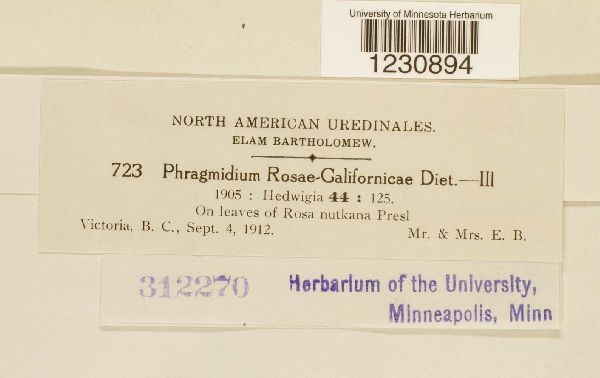 University of Minnesota Herbarium
1230894
NORTH AMERICAN UREDINALES.
ELAM BARTHOLOMEW.
723 Phragmidium Rosae-Californicae Diet.—III
1905 : Hedwigia 44 : 125.
On leaves of Rosa nutkana Presl
Victoria, B. C., Sept. 4, 1912. Mr. & Mrs. E. B.
312270 Herbarium of the University,
Minneapolis, Minn